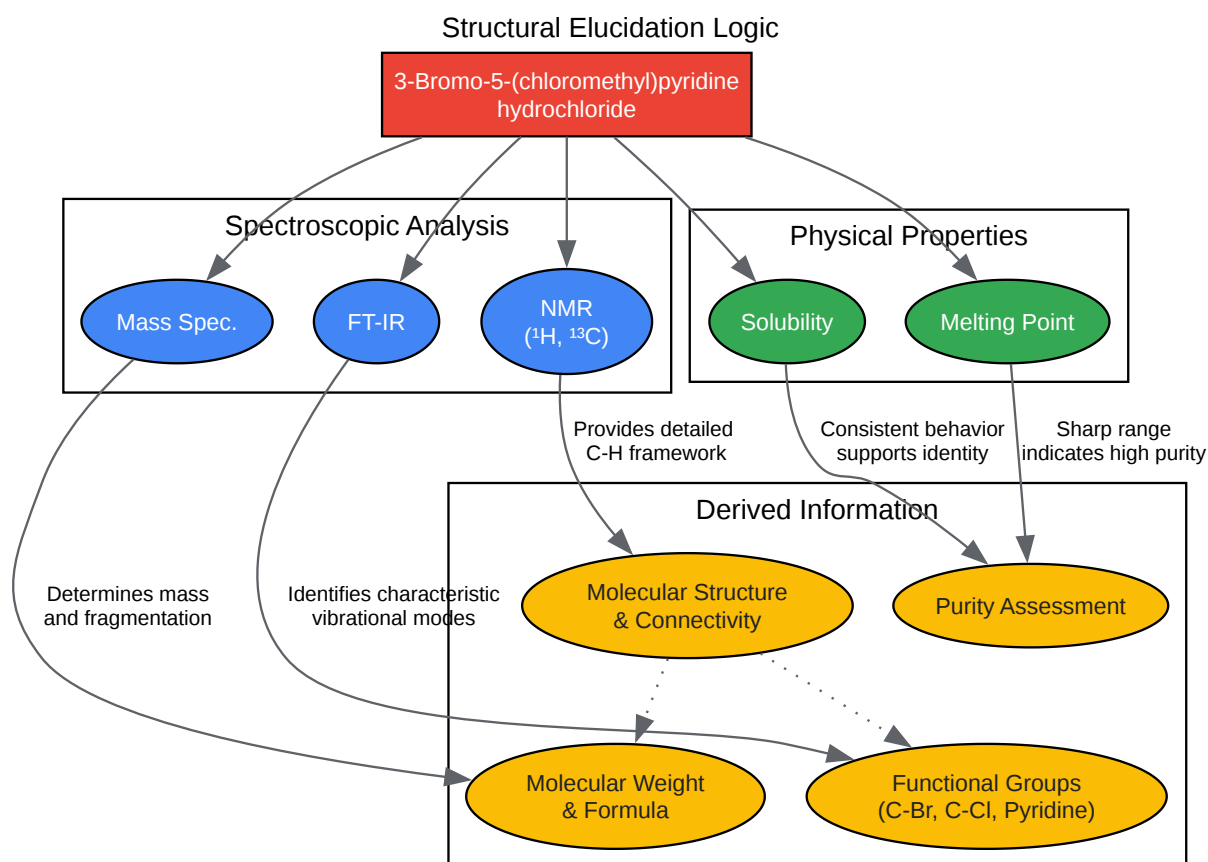 Structural Elucidation Logic
3-Bromo-5-(chloromethyl)pyridine
hydrochloride
Spectroscopic Analysis
Physical Properties
Mass Spec.
FT-IR
NMR
(¹H, ¹³C)
Solubility
Melting Point
Provides detailed
C-H framework
Consistent behavior
supports identity
Sharp range
indicates high purity
Derived Information
Determines mass
and fragmentation
Identifies characteristic
vibrational modes
Molecular Structure
& Connectivity
Purity Assessment
Molecular Weight
& Formula
Functional Groups
(C-Br, C-Cl, Pyridine)